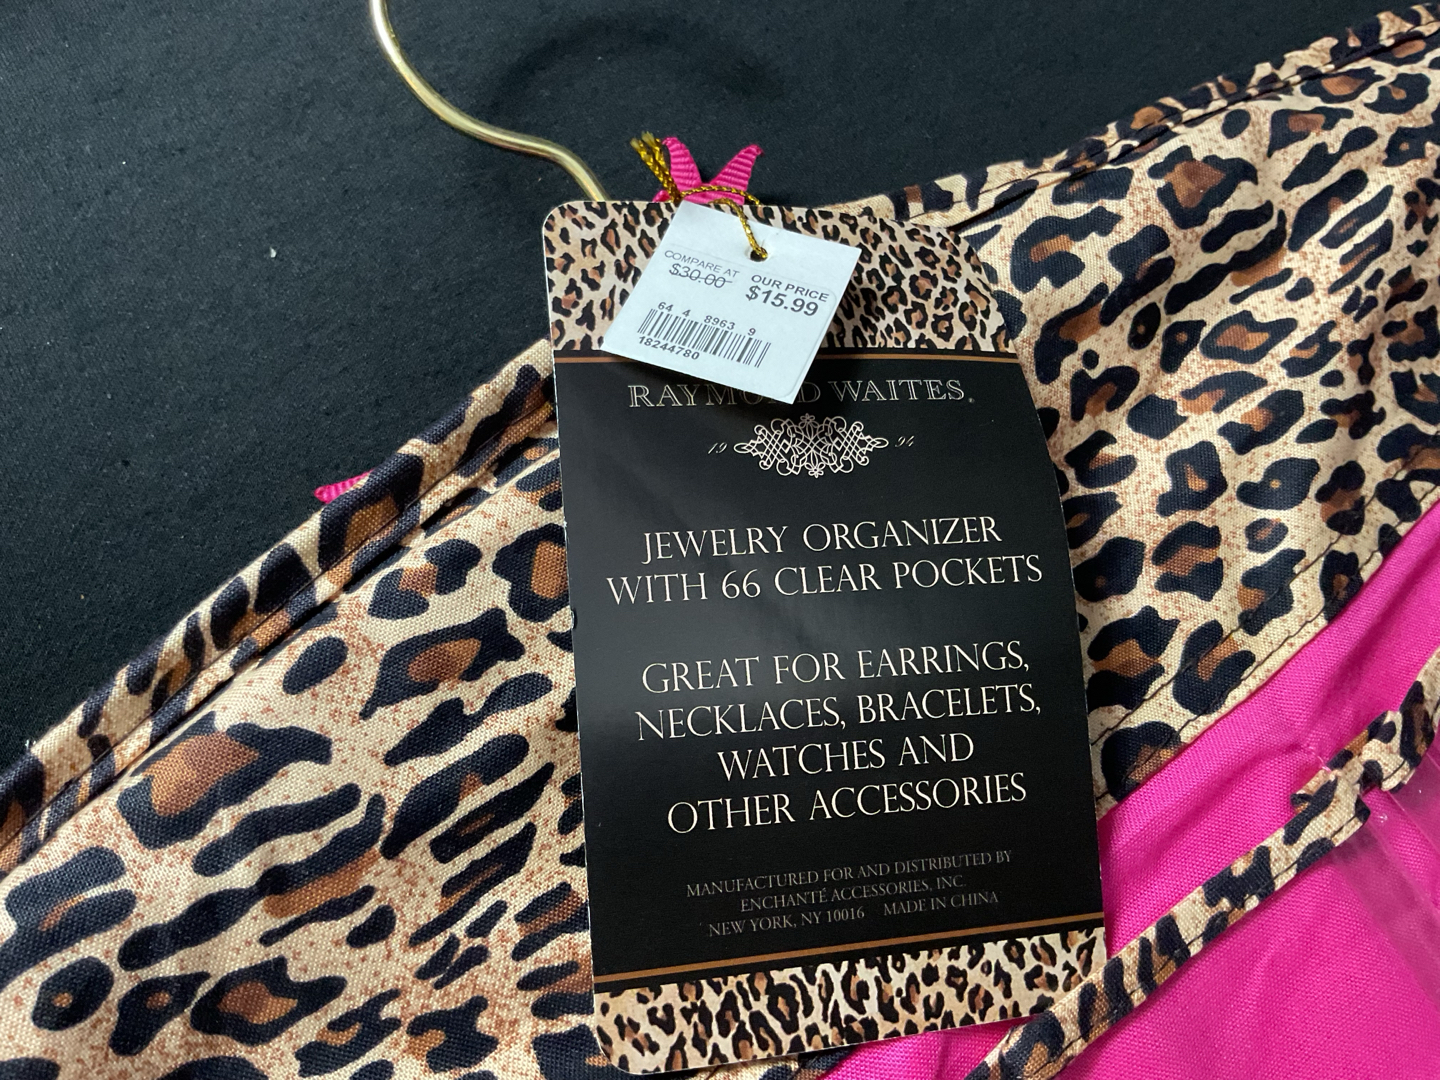 COMPARE AT
$30.00
OUR PRICE
$15.99
64 4 8963 9
18244780
RAYMOND WAITES.
19 94
JEWELRY ORGANIZER
WITH 66 CLEAR POCKETS
GREAT FOR EARRINGS,
NECKLACES, BRACELETS,
WATCHES AND
OTHER ACCESSORIES
MANUFACTURED FOR AND DISTRIBUTED BY
ENCHANTÉ ACCESSORIES, INC.
NEW YORK, NY 10016 MADE IN CHINA